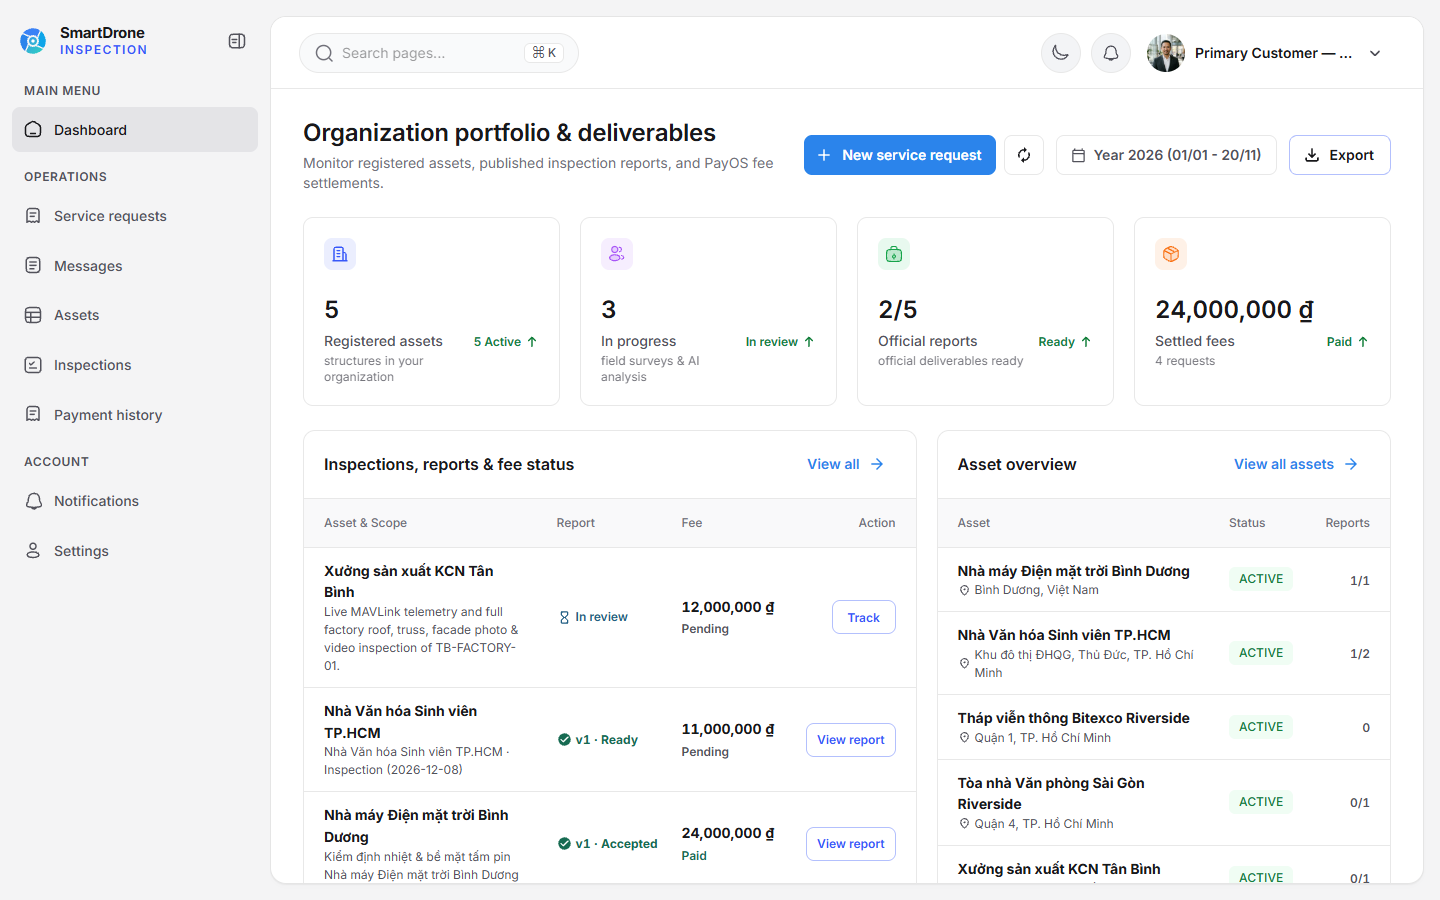 SmartDrone
INSPECTION
MAIN MENU
Dashboard
OPERATIONS
Service requests
Messages
Assets
Inspections
Payment history
ACCOUNT
Notifications
Settings
Search pages...
⌘ K
Primary Customer — ...
Organization portfolio & deliverables
Monitor registered assets, published inspection reports, and PayOS fee
settlements.
New service request
Year 2026 (01/01 - 20/11)
Export
5
Registered assets
5 Active ↑
structures in your
organization
3
In progress
In review ↑
field surveys & AI
analysis
2/5
Official reports
Ready ↑
official deliverables ready
24,000,000 ₫
Settled fees
Paid ↑
4 requests
Inspections, reports & fee status
View all →
Asset & Scope
Report
Fee
Action
Xưởng sản xuất KCN Tân
Bình
Live MAVLink telemetry and full
factory roof, truss, facade photo &
video inspection of TB-FACTORY-
01.
In review
12,000,000 ₫
Pending
Track
Nhà Văn hóa Sinh viên
TP.HCM
Nhà Văn hóa Sinh viên TP.HCM ·
Inspection (2026-12-08)
v1 · Ready
11,000,000 ₫
Pending
View report
Nhà máy Điện mặt trời Bình
Dương
Kiểm định nhiệt & bề mặt tấm pin
Nhà máy Điện mặt trời Bình Dương
v1 · Accepted
24,000,000 ₫
Paid
View report
Asset overview
View all assets →
Asset
Status
Reports
Nhà máy Điện mặt trời Bình Dương
Bình Dương, Việt Nam
ACTIVE
1/1
Nhà Văn hóa Sinh viên TP.HCM
Khu đô thị ĐHQG, Thủ Đức, TP. Hồ Chí
Minh
ACTIVE
1/2
Tháp viễn thông Bitexco Riverside
Quận 1, TP. Hồ Chí Minh
ACTIVE
0
Tòa nhà Văn phòng Sài Gòn
Riverside
Quận 4, TP. Hồ Chí Minh
ACTIVE
0/1
Xưởng sản xuất KCN Tân Bình
ACTIVE
0/1